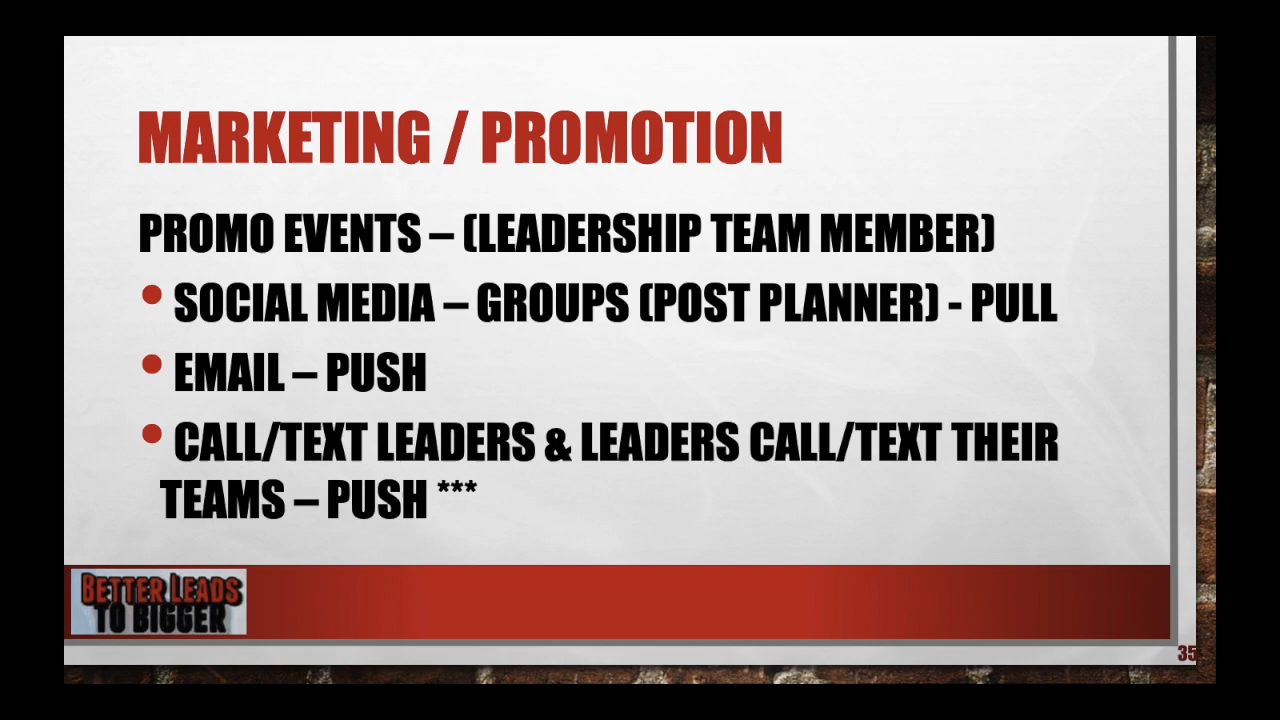 MARKETING / PROMOTION
PROMO EVENTS – (LEADERSHIP TEAM MEMBER)
• SOCIAL MEDIA – GROUPS (POST PLANNER) - PULL
• EMAIL – PUSH
• CALL/TEXT LEADERS & LEADERS CALL/TEXT THEIR
TEAMS – PUSH ***
BETTER LEADS
TO BIGGER
35